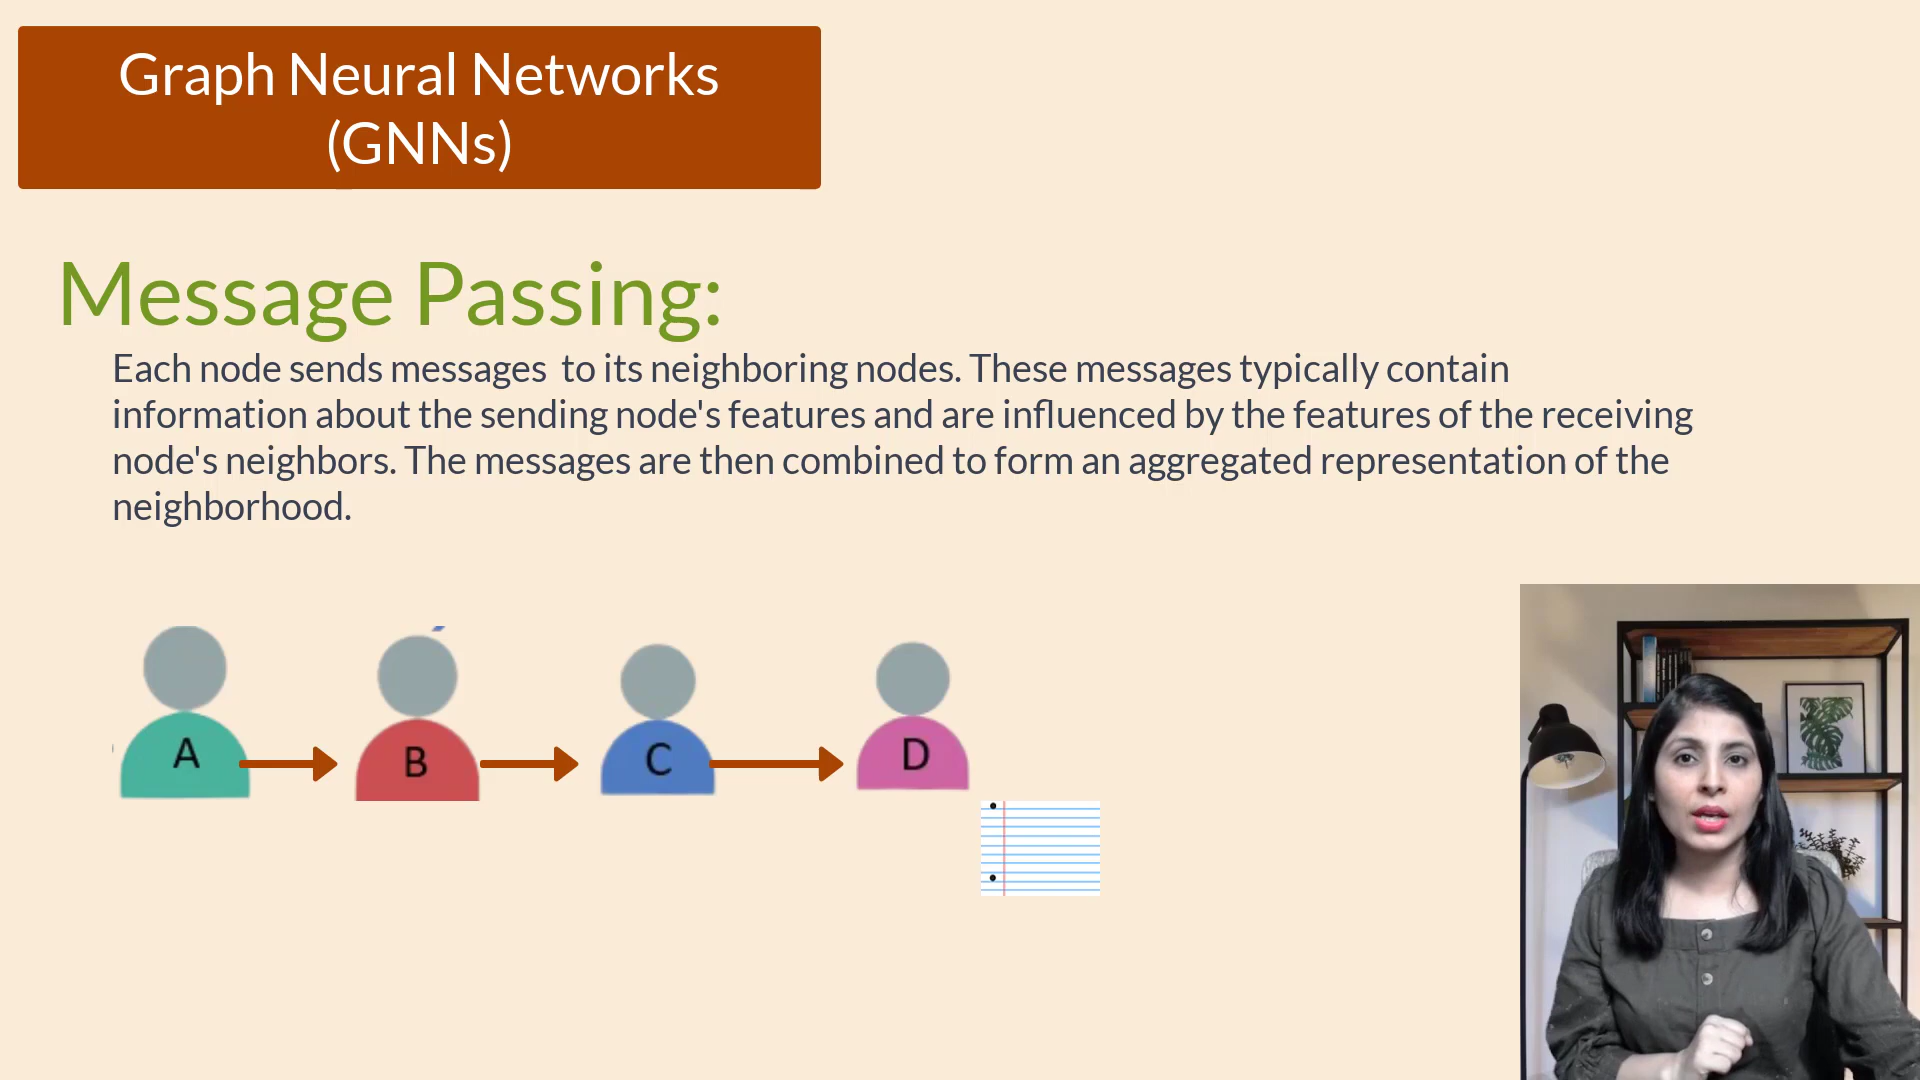 Graph Neural Networks
(GNNs)
Message Passing:
Each node sends messages  to its neighboring nodes. These messages typically contain
information about the sending node's features and are influenced by the features of the receiving
node's neighbors. The messages are then combined to form an aggregated representation of the
neighborhood.
A B C D